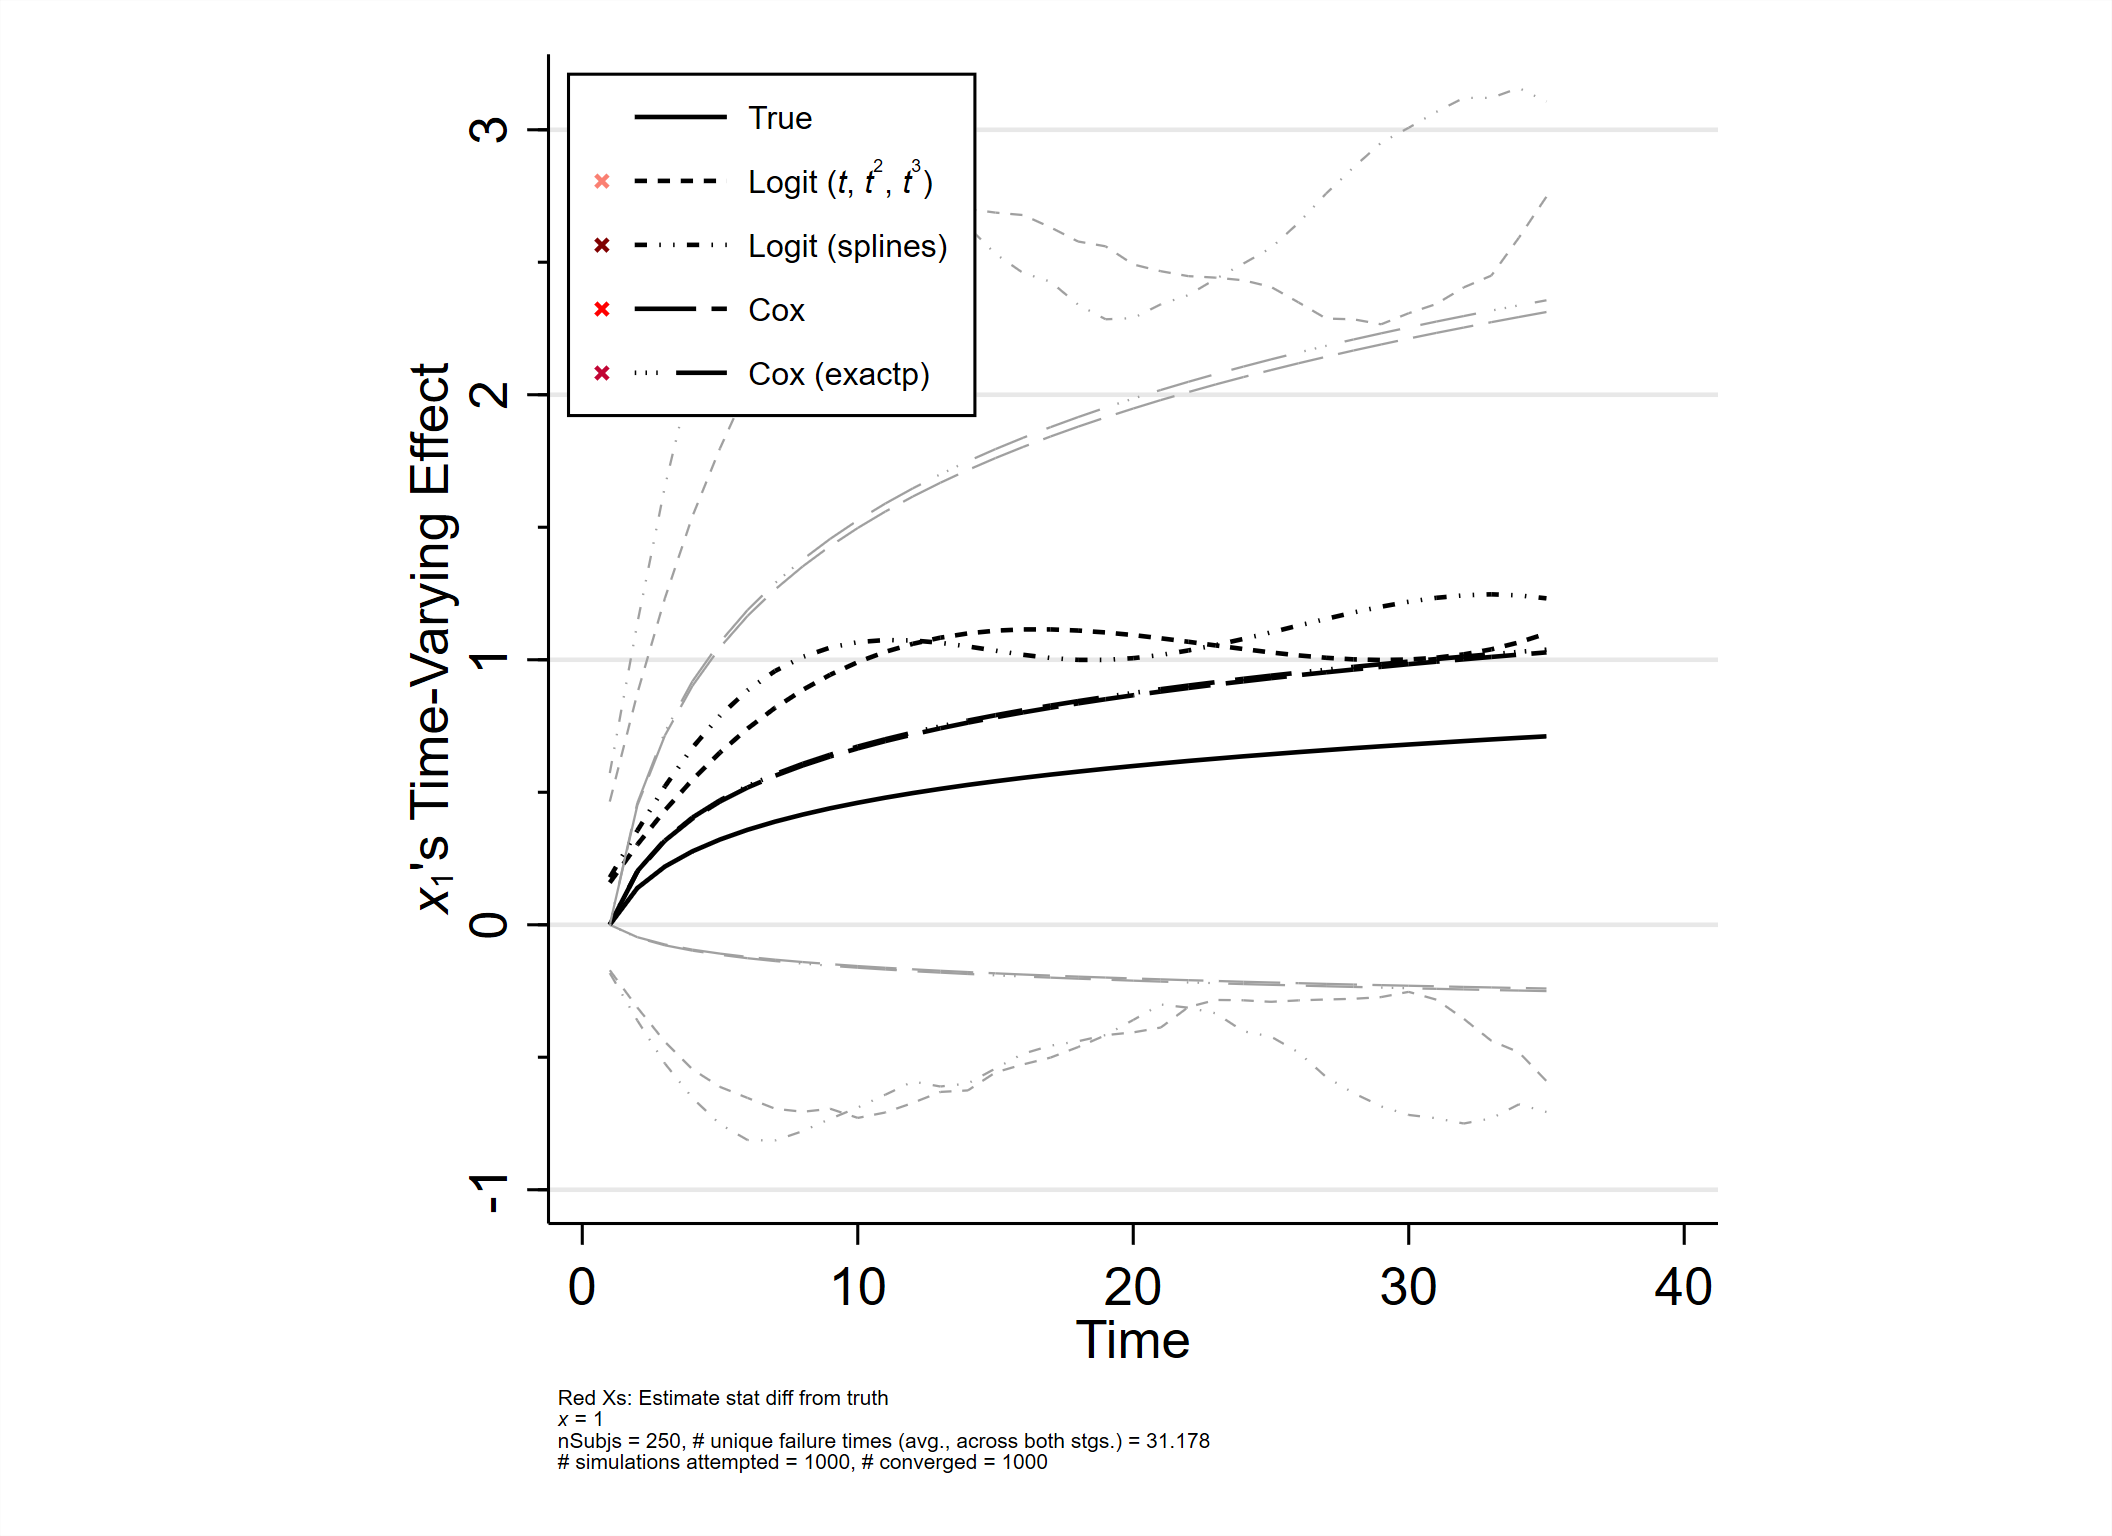 True
Logit (t, t², t³)
Logit (splines)
Cox
Cox (exactp)
x₁'s Time-Varying Effect
3
2
1
0
-1
0 10 20 30 40
Time
Red Xs: Estimate stat diff from truth
x = 1
nSubjs = 250, # unique failure times (avg., across both stgs.) = 31.178
# simulations attempted = 1000, # converged = 1000